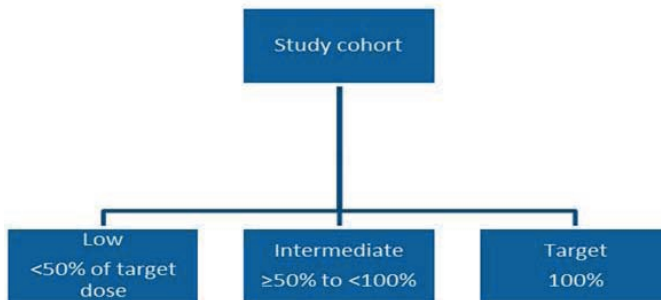 Study cohort
Low
<50% of target
dose
Intermediate
≥50% to <100%
Target
100%